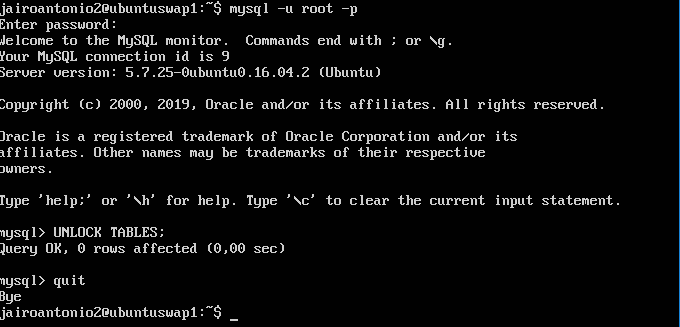 jairoantonio2@ubuntuswap1:~$ mysql -u root -p
Enter password:
Welcome to the MySQL monitor.  Commands end with ; or \g.
Your MySQL connection id is 9
Server version: 5.7.25-0ubuntu0.16.04.2 (Ubuntu)
Copyright (c) 2000, 2019, Oracle and/or its affiliates. All rights reserved.
Oracle is a registered trademark of Oracle Corporation and/or its
affiliates. Other names may be trademarks of their respective
owners.
Type 'help;' or '\h' for help. Type '\c' to clear the current input statement.
mysql> UNLOCK TABLES;
Query OK, 0 rows affected (0,00 sec)
mysql> quit
Bye
jairoantonio2@ubuntuswap1:~$ _